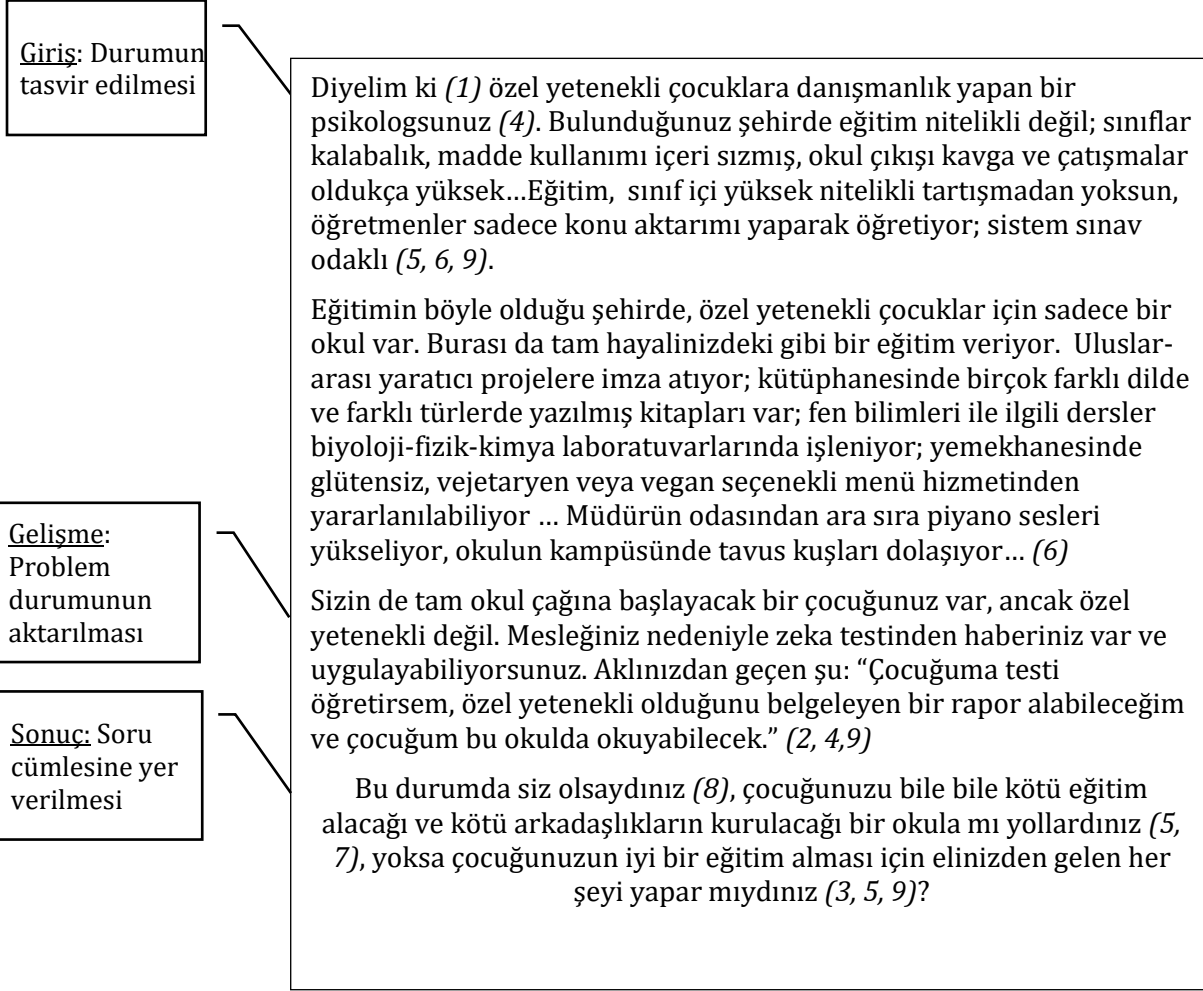 Giriş: Durumun
tasvir edilmesi
Diyelim ki (1) özel yetenekli çocuklara danışmanlık yapan bir
psikologsunuz (4). Bulunduğunuz şehirde eğitim nitelikli değil; sınıflar
kalabalık, madde kullanımı içeri sızmış, okul çıkışı kavga ve çatışmalar
oldukça yüksek…Eğitim, sınıf içi yüksek nitelikli tartışmadan yoksun,
öğretmenler sadece konu aktarımı yaparak öğretiyor; sistem sınav
odaklı (5, 6, 9).
Eğitimin böyle olduğu şehirde, özel yetenekli çocuklar için sadece bir
okul var. Burası da tam hayalinizdeki gibi bir eğitim veriyor. Uluslar-
arası yaratıcı projelere imza atıyor; kütüphanesinde birçok farklı dilde
ve farklı türlerde yazılmış kitapları var; fen bilimleri ile ilgili dersler
biyoloji-fizik-kimya laboratuvarlarında işleniyor; yemekhanesinde
glütensiz, vejetaryen veya vegan seçenekli menü hizmetinden
yararlanılabiliyor … Müdürün odasından ara sıra piyano sesleri
yükseliyor, okulun kampüsünde tavus kuşları dolaşıyor… (6)
Gelişme:
Problem
durumunun
aktarılması
Sizin de tam okul çağına başlayacak bir çocuğunuz var, ancak özel
yetenekli değil. Mesleğiniz nedeniyle zeka testinden haberiniz var ve
uygulayabiliyorsunuz. Aklınızdan geçen şu: “Çocuğuma testi
öğretirsem, özel yetenekli olduğunu belgeleyen bir rapor alabileceğim
ve çocuğum bu okulda okuyabilecek.” (2, 4,9)
Sonuç: Soru
cümlesine yer
verilmesi
Bu durumda siz olsaydınız (8), çocuğunuzu bile bile kötü eğitim
alacağı ve kötü arkadaşlıkların kurulacağı bir okula mı yollardınız (5,
7), yoksa çocuğunuzun iyi bir eğitim alması için elinizden gelen her
şeyi yapar mıydınız (3, 5, 9)?